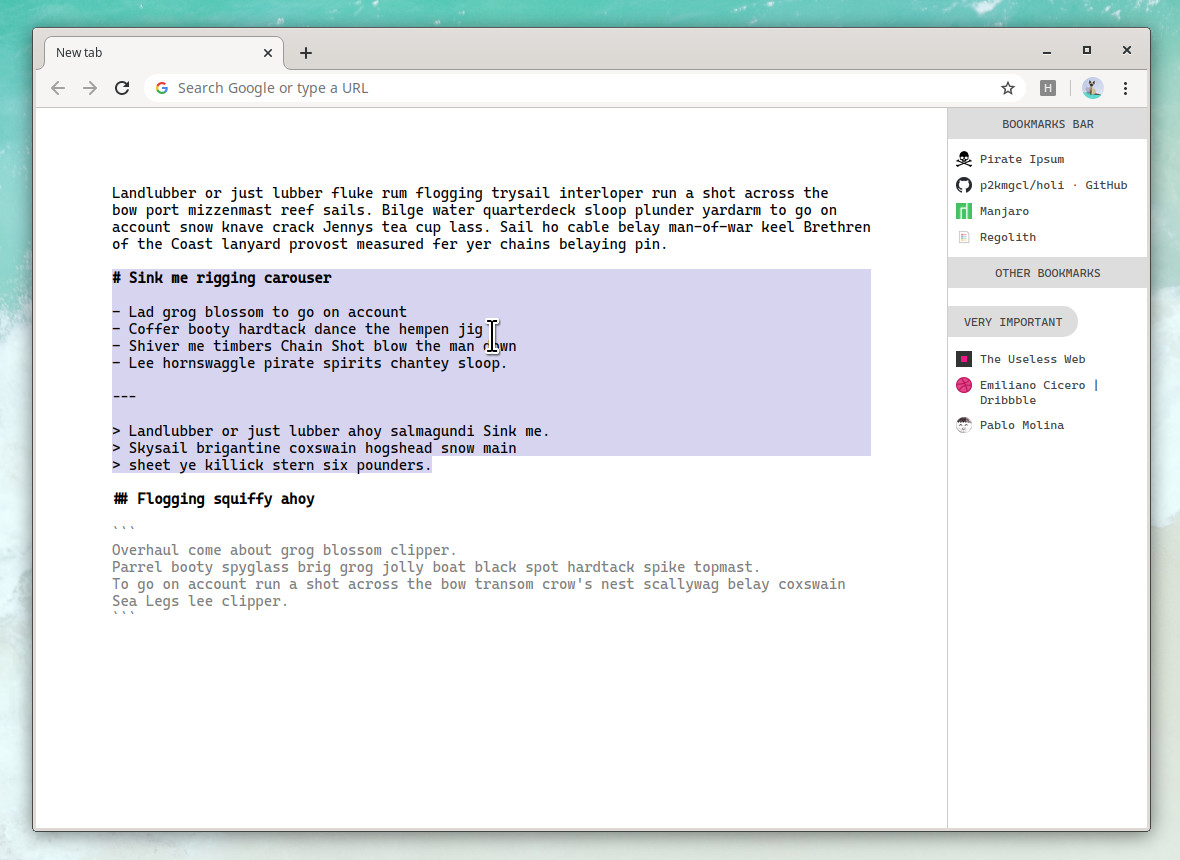 New tab
Search Google or type a URL
H
Landlubber or just lubber fluke rum flogging trysail interloper run a shot across the
bow port mizzenmast reef sails. Bilge water quarterdeck sloop plunder yardarm to go on
account snow knave crack Jennys tea cup lass. Sail ho cable belay man-of-war keel Brethren
of the Coast lanyard provost measured fer yer chains belaying pin.
# Sink me rigging carouser
- Lad grog blossom to go on account
- Coffer booty hardtack dance the hempen jig
- Shiver me timbers Chain Shot blow the man down
- Lee hornswaggle pirate spirits chantey sloop.
---
> Landlubber or just lubber ahoy salmagundi Sink me.
> Skysail brigantine coxswain hogshead snow main
> sheet ye killick stern six pounders.
## Flogging squiffy ahoy
```
Overhaul come about grog blossom clipper.
Parrel booty spyglass brig grog jolly boat black spot hardtack spike topmast.
To go on account run a shot across the bow transom crow's nest scallywag belay coxswain
Sea Legs lee clipper.
```
BOOKMARKS BAR
Pirate Ipsum
p2kmgcl/holi · GitHub
Manjaro
Regolith
OTHER BOOKMARKS
VERY IMPORTANT
The Useless Web
Emiliano Cicero |
Dribbble
Pablo Molina